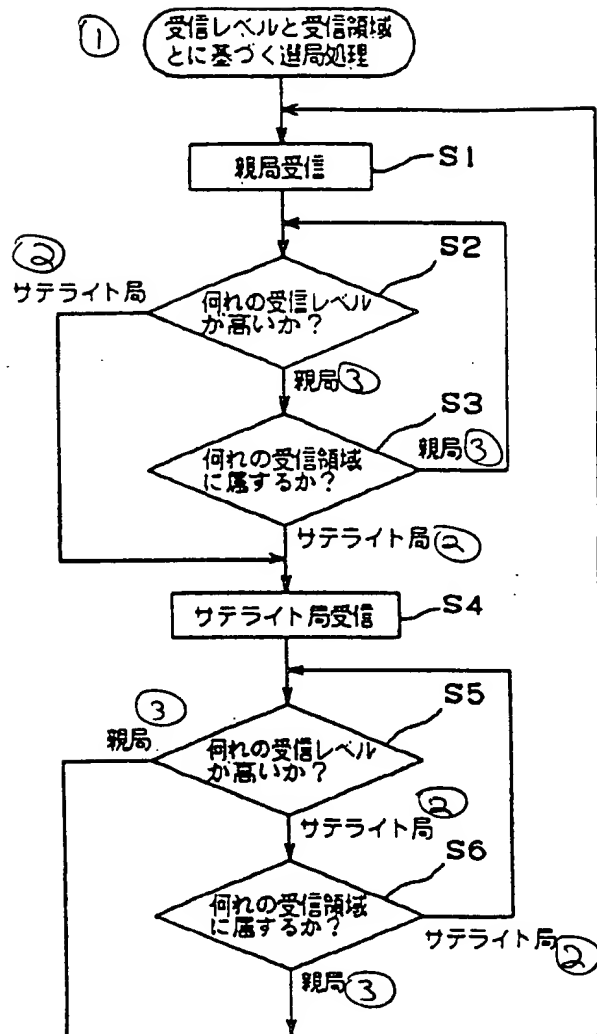 ①
受信レベルと受信領域
とに基づく選局処理
親局受信
S1
②
サテライト局
S2
何れの受信レベル
が高いか?
親局③
S3
何れの受信領域
に属するか?
親局③
サテライト局②
サテライト局受信
S4
③
親局
S5
何れの受信レベル
が高いか?
②
サテライト局
S6
何れの受信領域
に属するか?
サテライト局②
親局③